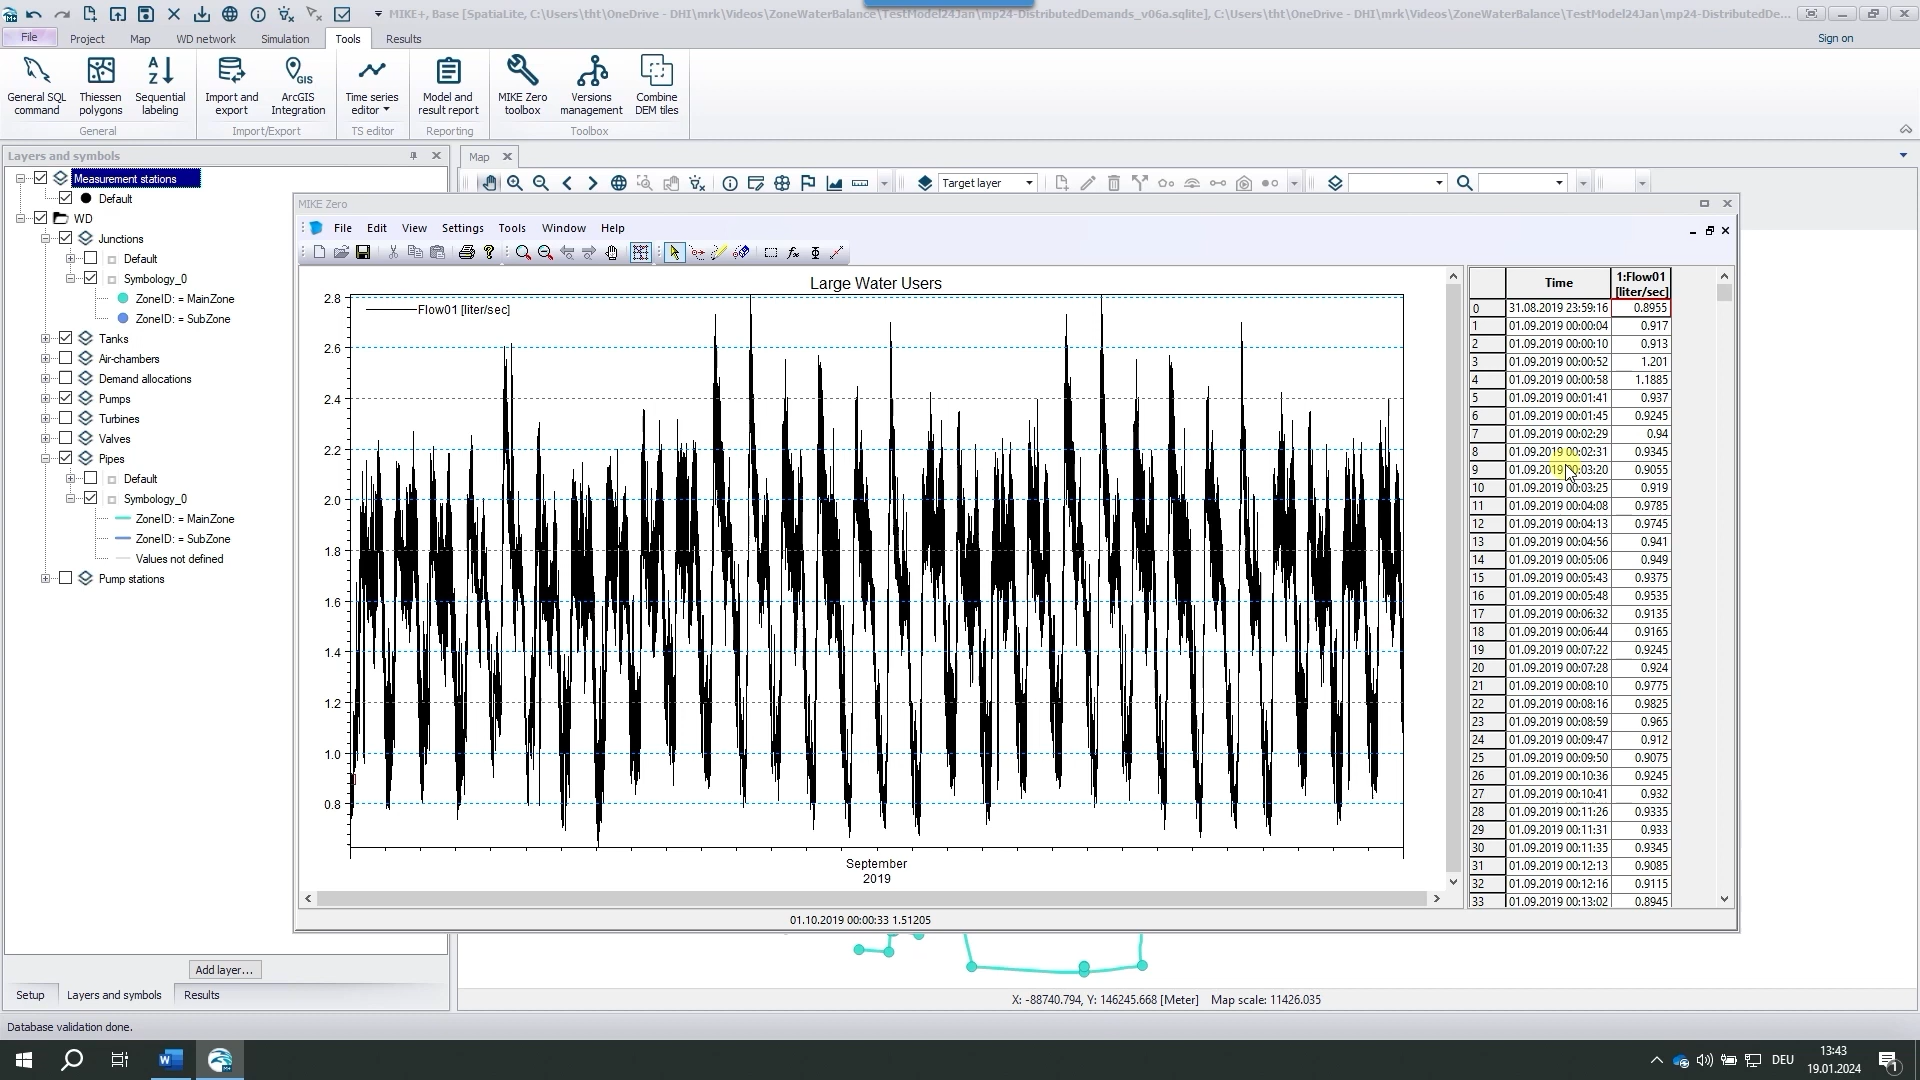 MIKE+, Base [SpatiaLite, C:\Users\tht\OneDrive - DHI\mrk\Videos\ZoneWaterBalance\TestModel24Jan\mp24-DistributedDemands_v06a.sqlite], C:\Users\tht\OneDrive - DHI\mrk\Videos\ZoneWaterBalance\TestModel24Jan\mp24-DistributedDe...
File Project Map WD network Simulation Tools Results Sign on
General SQL command
Thiessen polygons
Sequential labeling
Import and export
ArcGIS Integration
Time series editor
Model and result report
MIKE Zero toolbox
Versions management
Combine DEM tiles
General Import/Export TS editor Reporting Toolbox
Layers and symbols
Measurement stations
Default
WD
Junctions
Default
Symbology_0
ZoneID: = MainZone
ZoneID: = SubZone
Tanks
Air-chambers
Demand allocations
Pumps
Turbines
Valves
Pipes
Default
Symbology_0
ZoneID: = MainZone
ZoneID: = SubZone
Values not defined
Pump stations
Add layer...
Setup Layers and symbols Results
Map
Target layer
MIKE Zero
File Edit View Settings Tools Window Help
Large Water Users
Flow01 [liter/sec]
2.8
2.6
2.4
2.2
2.0
1.8
1.6
1.4
1.2
1.0
0.8
September
2019
01.10.2019 00:00:33 1.51205
Time 1:Flow01 [liter/sec]
0 31.08.2019 23:59:16 0.8955
1 01.09.2019 00:00:04 0.917
2 01.09.2019 00:00:10 0.913
3 01.09.2019 00:00:52 1.201
4 01.09.2019 00:00:58 1.1885
5 01.09.2019 00:01:41 0.937
6 01.09.2019 00:01:45 0.9245
7 01.09.2019 00:02:29 0.94
8 01.09.2019 00:02:31 0.9345
9 01.09.2019 00:03:20 0.9055
10 01.09.2019 00:03:25 0.919
11 01.09.2019 00:04:08 0.9785
12 01.09.2019 00:04:13 0.9745
13 01.09.2019 00:04:56 0.941
14 01.09.2019 00:05:06 0.949
15 01.09.2019 00:05:43 0.9375
16 01.09.2019 00:05:48 0.9535
17 01.09.2019 00:06:32 0.9135
18 01.09.2019 00:06:44 0.9165
19 01.09.2019 00:07:22 0.9245
20 01.09.2019 00:07:28 0.924
21 01.09.2019 00:08:10 0.9775
22 01.09.2019 00:08:16 0.9825
23 01.09.2019 00:08:59 0.965
24 01.09.2019 00:09:47 0.912
25 01.09.2019 00:09:50 0.9075
26 01.09.2019 00:10:36 0.9245
27 01.09.2019 00:10:41 0.932
28 01.09.2019 00:11:26 0.9335
29 01.09.2019 00:11:31 0.933
30 01.09.2019 00:11:35 0.9345
31 01.09.2019 00:12:13 0.9085
32 01.09.2019 00:12:16 0.9115
33 01.09.2019 00:13:02 0.8945
X: -88740.794, Y: 146245.668 [Meter] Map scale: 11426.035
Database validation done.
DEU
13:43
19.01.2024
1